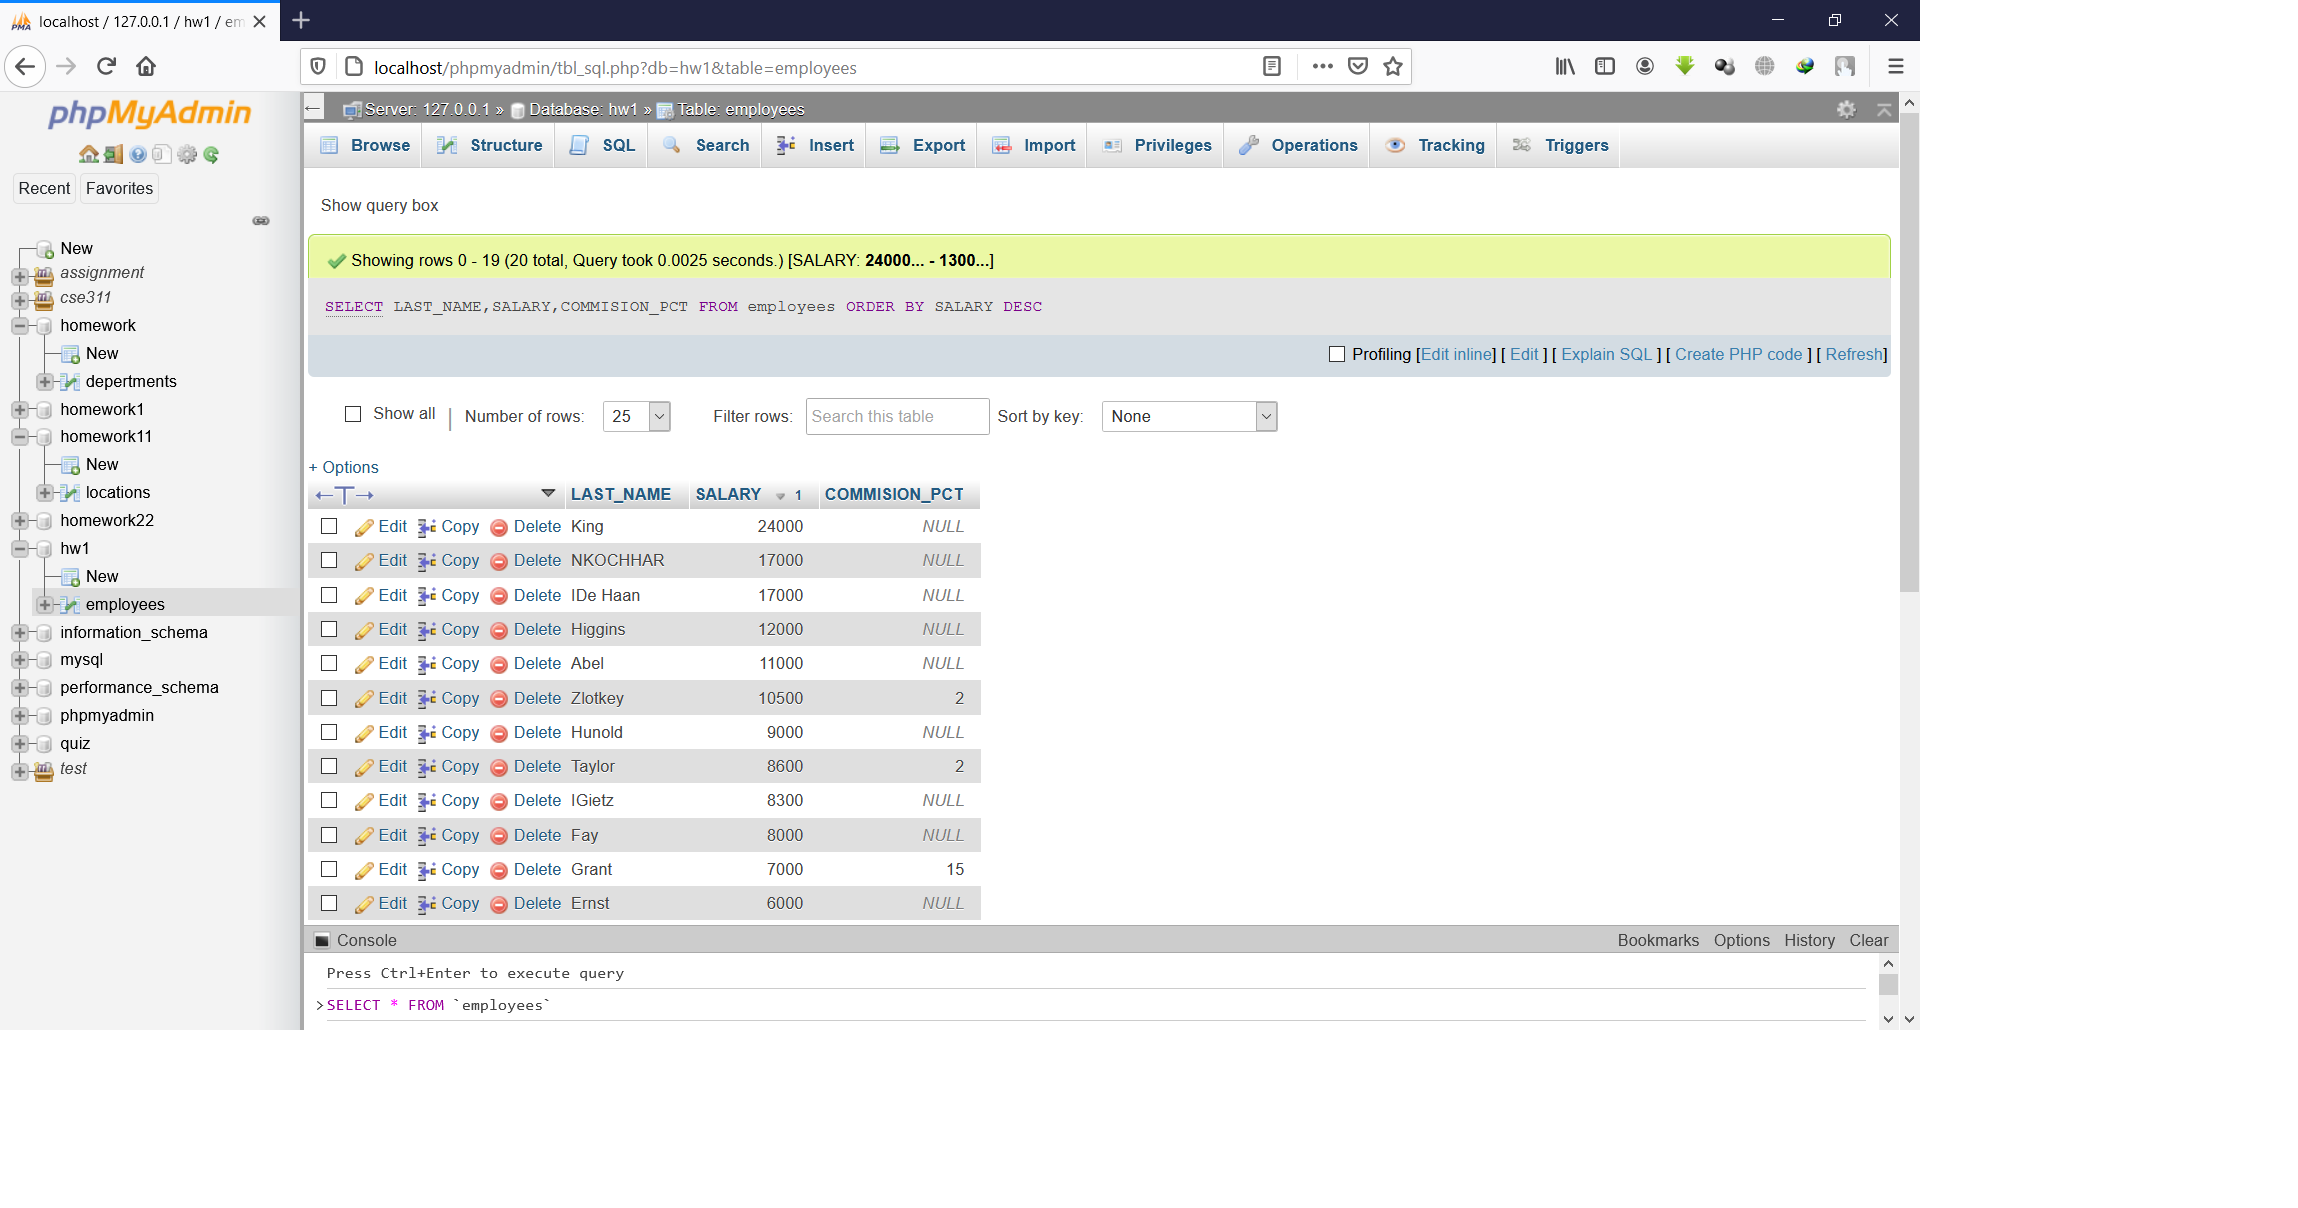 localhost / 127.0.0.1 / hw1 / em
localhost/phpmyadmin/tbl_sql.php?db=hw1&table=employees
phpMyAdmin
Recent Favorites
New
assignment
cse311
homework
New
depertments
homework1
homework11
New
locations
homework22
hw1
New
employees
information_schema
mysql
performance_schema
phpmyadmin
quiz
test
Server: 127.0.0.1 » Database: hw1 » Table: employees
Browse Structure SQL Search Insert Export Import Privileges Operations Tracking Triggers
Show query box
Showing rows 0 - 19 (20 total, Query took 0.0025 seconds.) [SALARY: 24000... - 1300...]
SELECT LAST_NAME,SALARY,COMMISION_PCT FROM employees ORDER BY SALARY DESC
Profiling [Edit inline] [ Edit ] [ Explain SQL ] [ Create PHP code ] [ Refresh]
Show all | Number of rows: 25 Filter rows: Search this table Sort by key: None
+ Options
←T→ LAST_NAME SALARY 1 COMMISION_PCT
Edit Copy Delete King 24000 NULL
Edit Copy Delete NKOCHHAR 17000 NULL
Edit Copy Delete IDe Haan 17000 NULL
Edit Copy Delete Higgins 12000 NULL
Edit Copy Delete Abel 11000 NULL
Edit Copy Delete Zlotkey 10500 2
Edit Copy Delete Hunold 9000 NULL
Edit Copy Delete Taylor 8600 2
Edit Copy Delete IGietz 8300 NULL
Edit Copy Delete Fay 8000 NULL
Edit Copy Delete Grant 7000 15
Edit Copy Delete Ernst 6000 NULL
Console Bookmarks Options History Clear
Press Ctrl+Enter to execute query
>SELECT * FROM `employees`